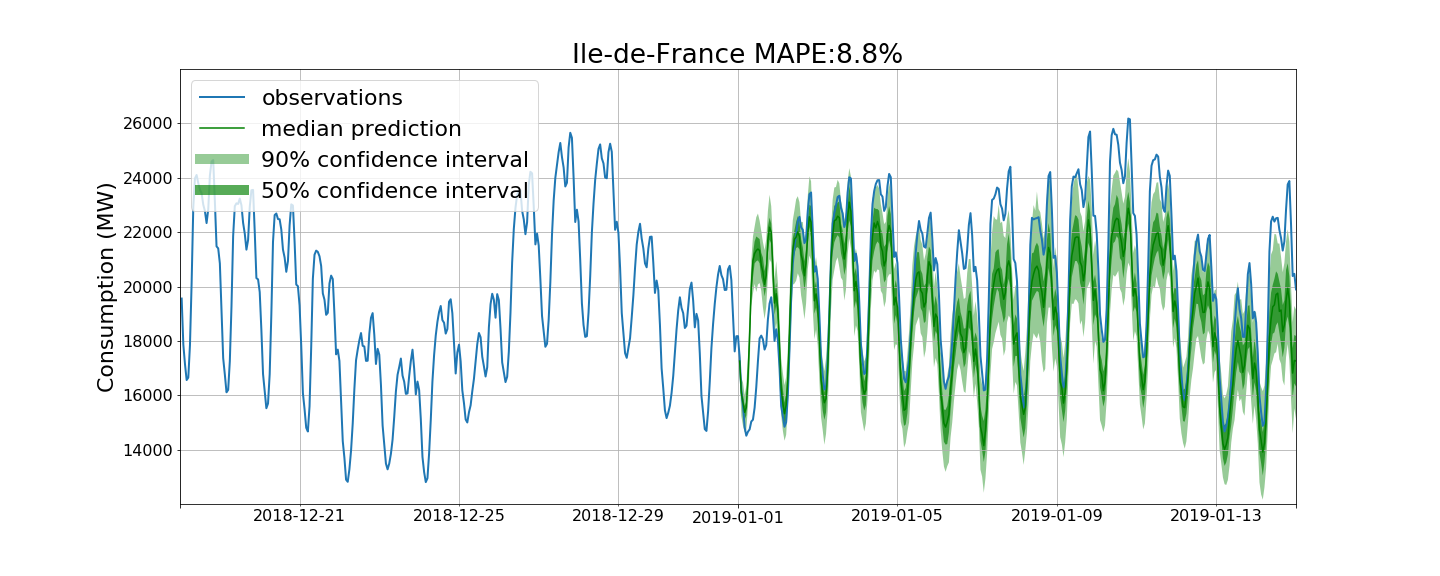 Ile-de-France MAPE:8.8%
observations
median prediction
90% confidence interval
50% confidence interval
Consumption (MW)
26000
24000
22000
20000
18000
16000
14000
2018-12-21
2018-12-25
2018-12-29
2019-01-01
2019-01-05
2019-01-09
2019-01-13